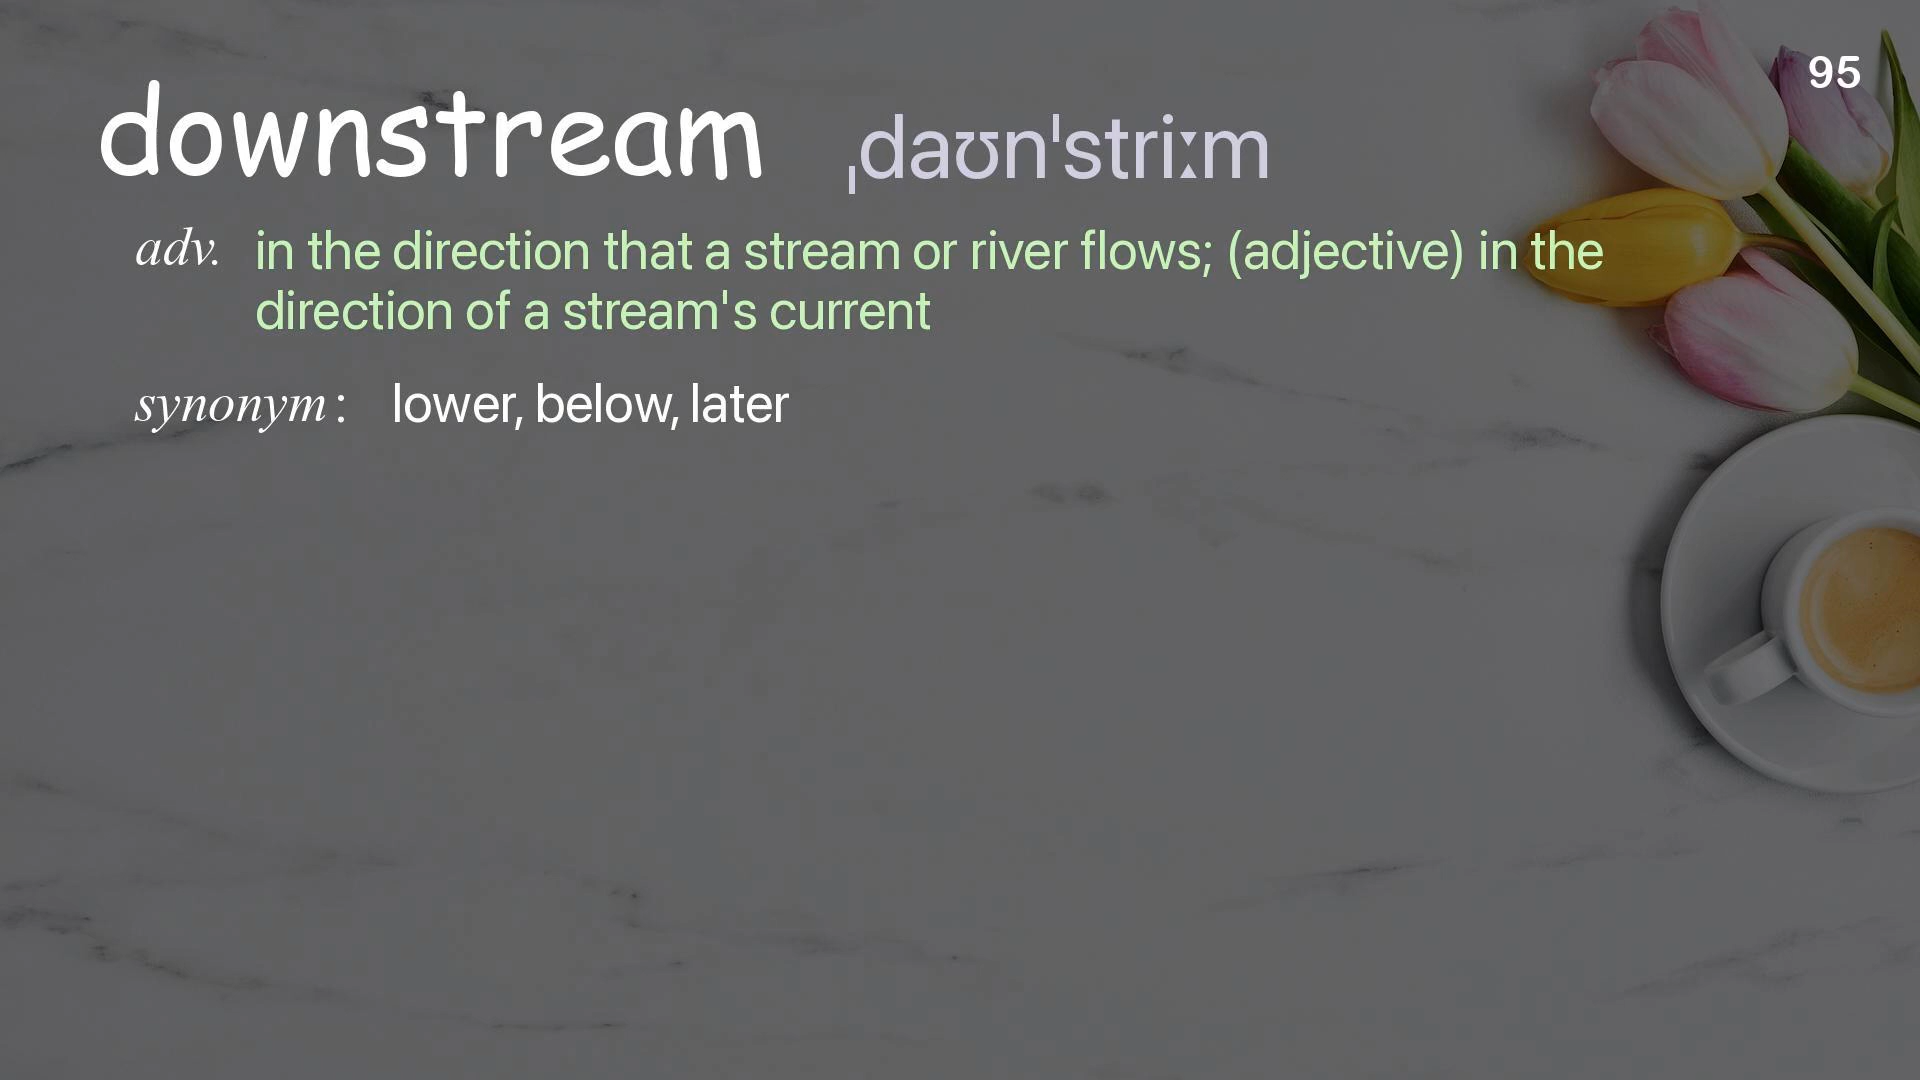 95
downstream ˌdaʊnˈstriːm
adv. in the direction that a stream or river flows; (adjective) in the
direction of a stream's current
synonym : lower, below, later